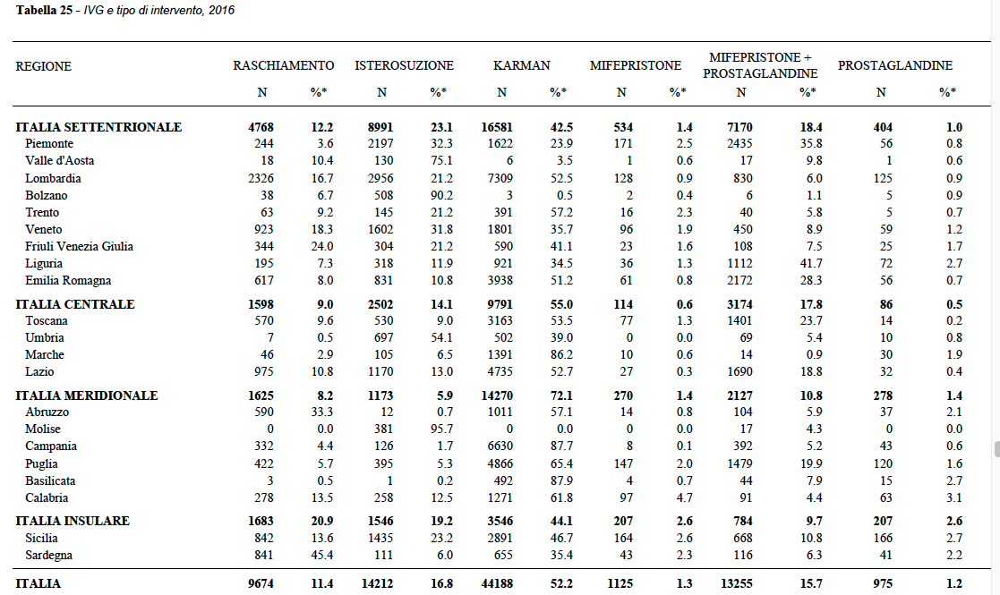 Tabella 25 - IVG e tipo di intervento, 2016
REGIONE RASCHIAMENTO ISTEROSUZIONE KARMAN MIFEPRISTONE MIFEPRISTONE + PROSTAGLANDINE PROSTAGLANDINE
N %* N %* N %* N %* N %* N %*
ITALIA SETTENTRIONALE 4768 12.2 8991 23.1 16581 42.5 534 1.4 7170 18.4 404 1.0
Piemonte 244 3.6 2197 32.3 1622 23.9 171 2.5 2435 35.8 56 0.8
Valle d'Aosta 18 10.4 130 75.1 6 3.5 1 0.6 17 9.8 1 0.6
Lombardia 2326 16.7 2956 21.2 7309 52.5 128 0.9 830 6.0 125 0.9
Bolzano 38 6.7 508 90.2 3 0.5 2 0.4 6 1.1 5 0.9
Trento 63 9.2 145 21.2 391 57.2 16 2.3 40 5.8 5 0.7
Veneto 923 18.3 1602 31.8 1801 35.7 96 1.9 450 8.9 59 1.2
Friuli Venezia Giulia 344 24.0 304 21.2 590 41.1 23 1.6 108 7.5 25 1.7
Liguria 195 7.3 318 11.9 921 34.5 36 1.3 1112 41.7 72 2.7
Emilia Romagna 617 8.0 831 10.8 3938 51.2 61 0.8 2172 28.3 56 0.7
ITALIA CENTRALE 1598 9.0 2502 14.1 9791 55.0 114 0.6 3174 17.8 86 0.5
Toscana 570 9.6 530 9.0 3163 53.5 77 1.3 1401 23.7 14 0.2
Umbria 7 0.5 697 54.1 502 39.0 0 0.0 69 5.4 10 0.8
Marche 46 2.9 105 6.5 1391 86.2 10 0.6 14 0.9 30 1.9
Lazio 975 10.8 1170 13.0 4735 52.7 27 0.3 1690 18.8 32 0.4
ITALIA MERIDIONALE 1625 8.2 1173 5.9 14270 72.1 270 1.4 2127 10.8 278 1.4
Abruzzo 590 33.3 12 0.7 1011 57.1 14 0.8 104 5.9 37 2.1
Molise 0 0.0 381 95.7 0 0.0 0 0.0 17 4.3 0 0.0
Campania 332 4.4 126 1.7 6630 87.7 8 0.1 392 5.2 43 0.6
Puglia 422 5.7 395 5.3 4866 65.4 147 2.0 1479 19.9 120 1.6
Basilicata 3 0.5 1 0.2 492 87.9 4 0.7 44 7.9 15 2.7
Calabria 278 13.5 258 12.5 1271 61.8 97 4.7 91 4.4 63 3.1
ITALIA INSULARE 1683 20.9 1546 19.2 3546 44.1 207 2.6 784 9.7 207 2.6
Sicilia 842 13.6 1435 23.2 2891 46.7 164 2.6 668 10.8 166 2.7
Sardegna 841 45.4 111 6.0 655 35.4 43 2.3 116 6.3 41 2.2
ITALIA 9674 11.4 14212 16.8 44188 52.2 1125 1.3 13255 15.7 975 1.2